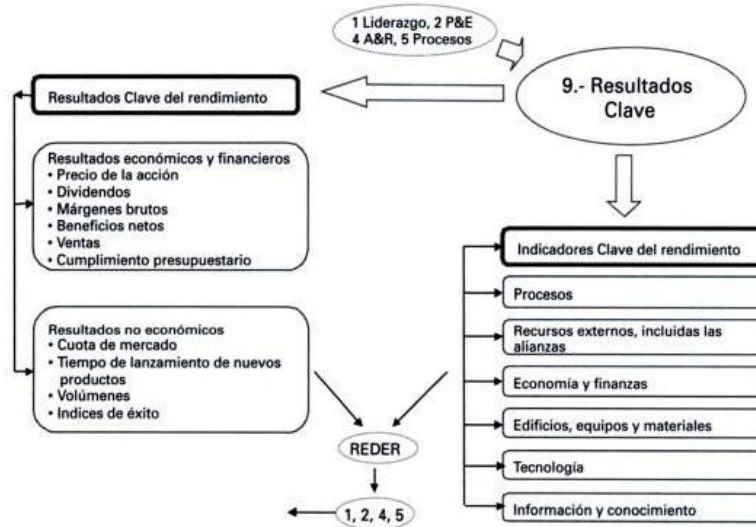 1 Liderazgo, 2 P&E
4 A&R, 5 Procesos
9.- Resultados
Clave
Resultados Clave del rendimiento
Resultados económicos y financieros
• Precio de la acción
• Dividendos
• Márgenes brutos
• Beneficios netos
• Ventas
• Cumplimiento presupuestario
Resultados no económicos
• Cuota de mercado
• Tiempo de lanzamiento de nuevos
productos
• Volúmenes
• Indices de éxito
Indicadores Clave del rendimiento
Procesos
Recursos externos, incluidas las
alianzas
Economía y finanzas
Edificios, equipos y materiales
Tecnología
Información y conocimiento
REDER
1, 2, 4, 5